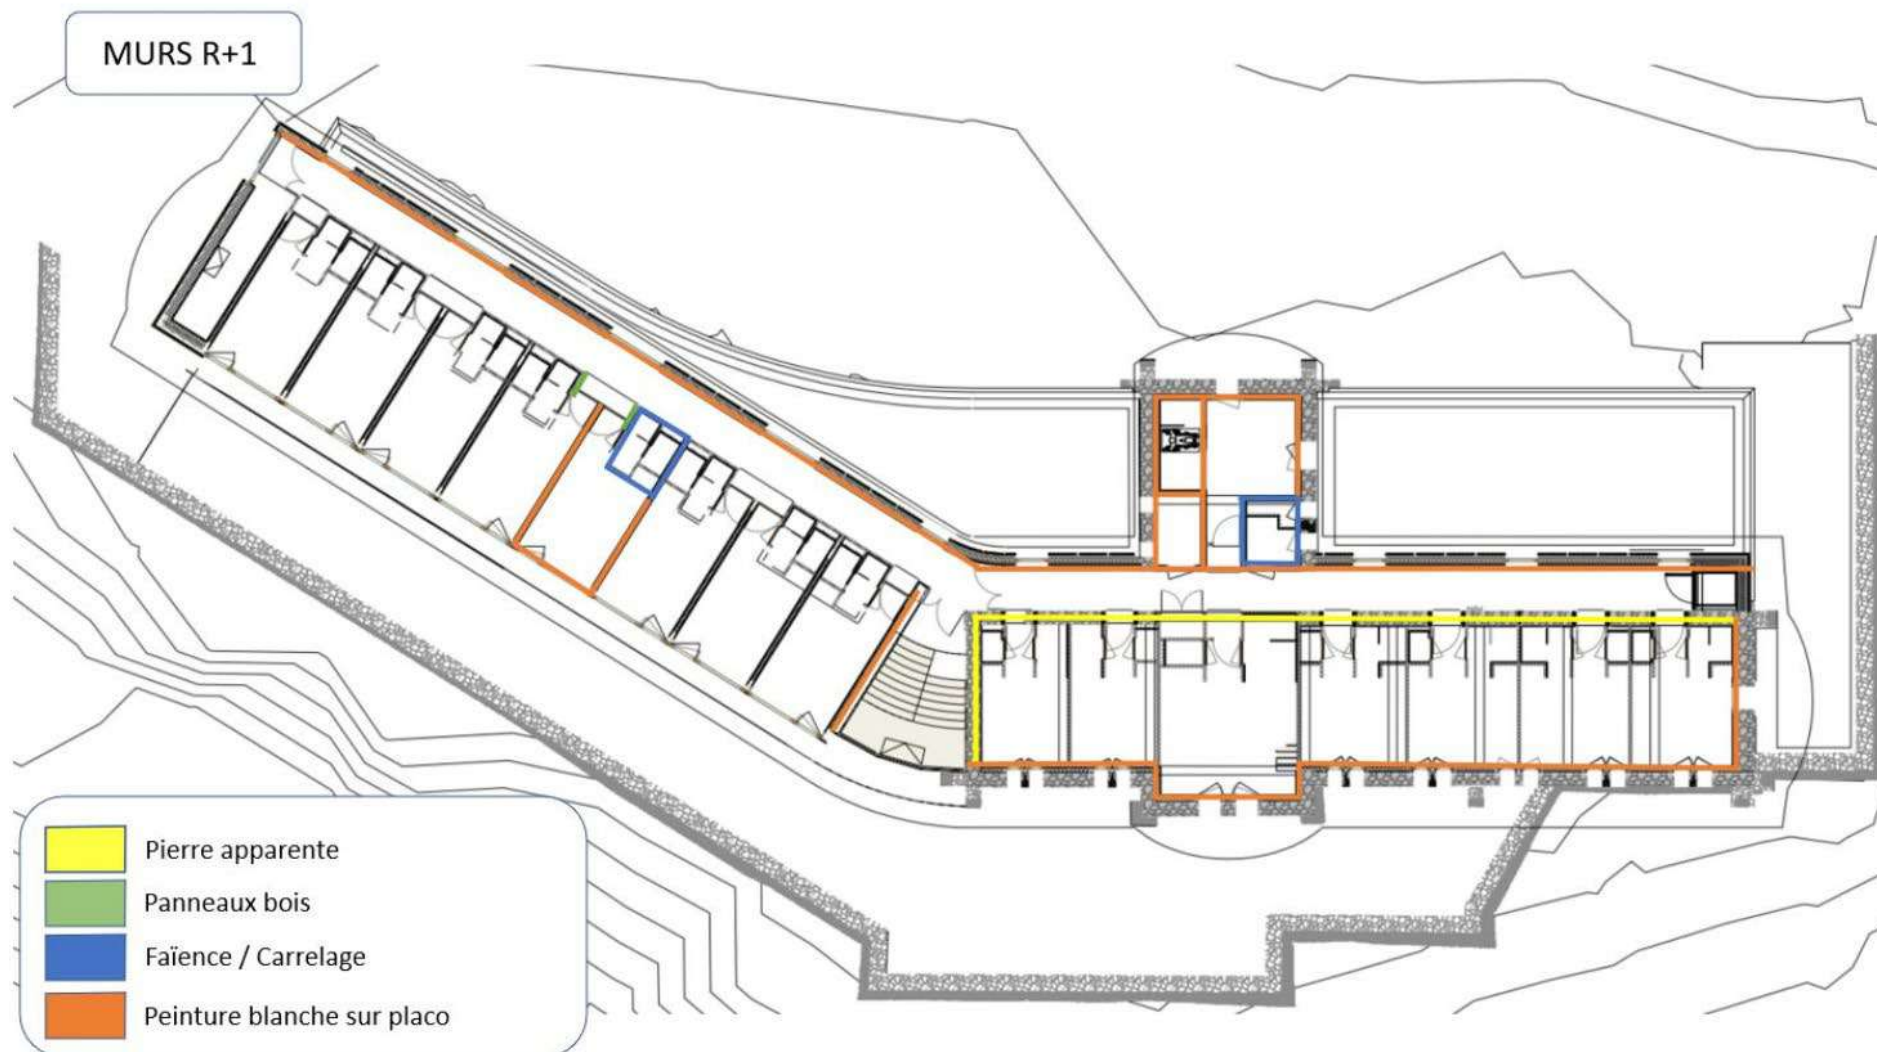 MURS R+1
Pierre apparente
Panneaux bois
Faïence / Carrelage
Peinture blanche sur placo